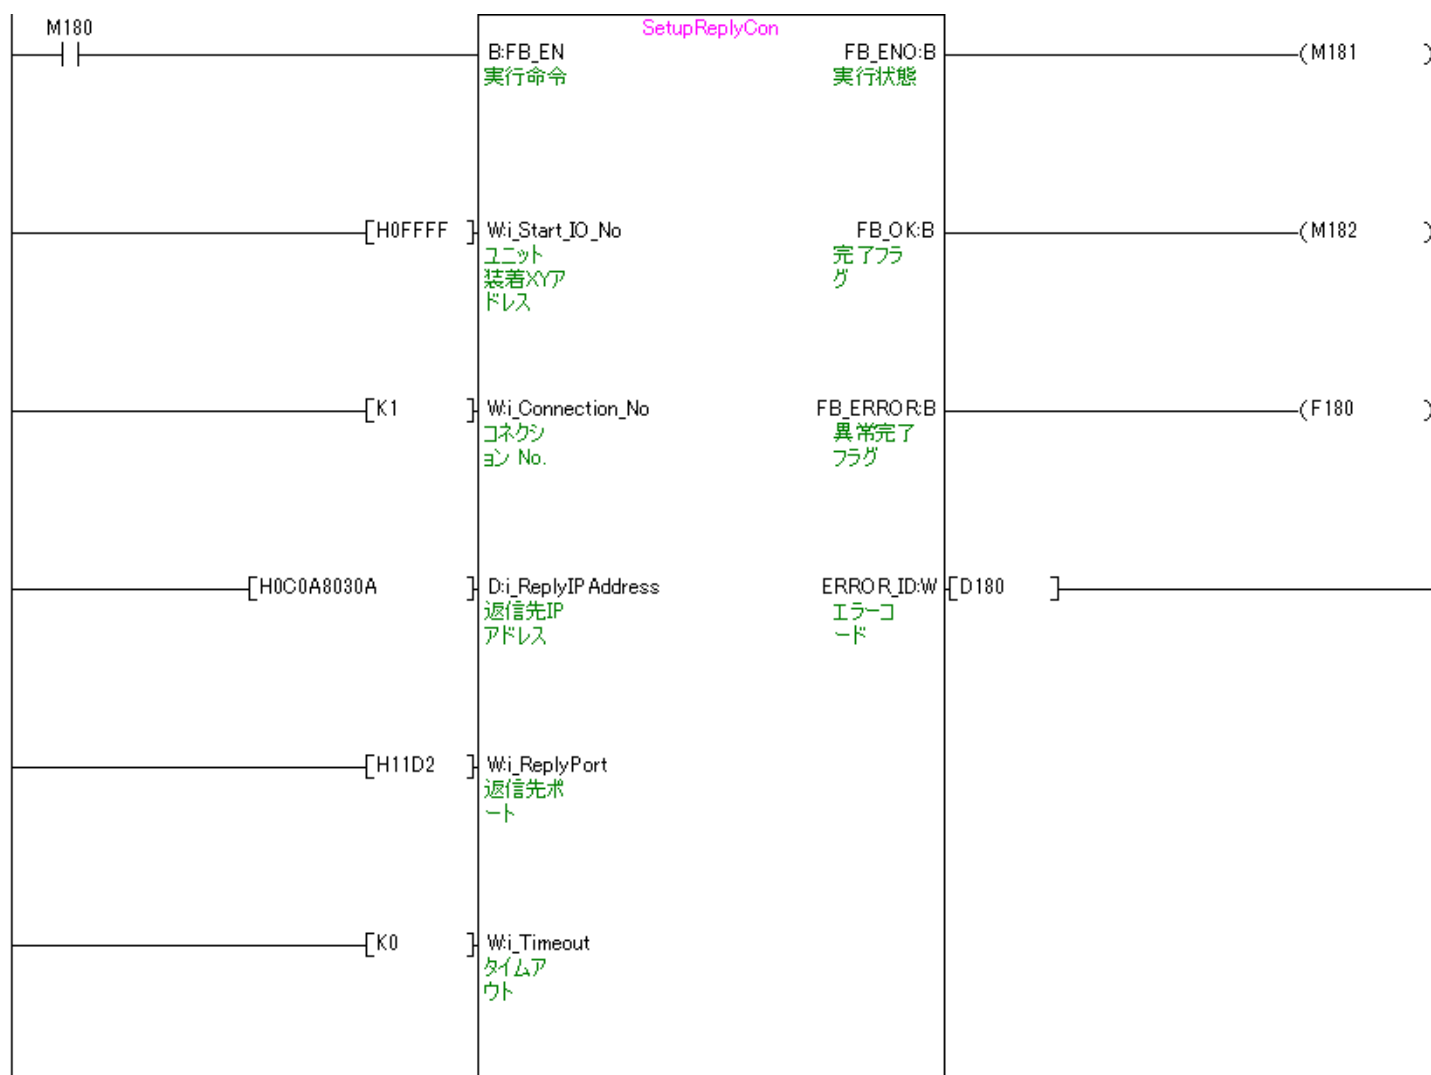 M180
SetupReplyCon
B:FB_EN
実行命令
FB_ENO:B
実行状態
(M181 )
[H0FFFF ]
W:i_Start_IO_No
ユニット
装着XYア
ドレス
FB_OK:B
完了フラ
グ
(M182 )
[K1 ]
W:i_Connection_No
コネクシ
ョン No.
FB_ERROR:B
異常完了
フラグ
(F180 )
[H0C0A8030A ]
D:i_ReplyIPAddress
返信先IP
アドレス
ERROR_ID:W
エラーコ
ード
[D180 ]
[H11D2 ]
W:i_ReplyPort
返信先ポ
ート
[K0 ]
W:i_Timeout
タイムア
ウト